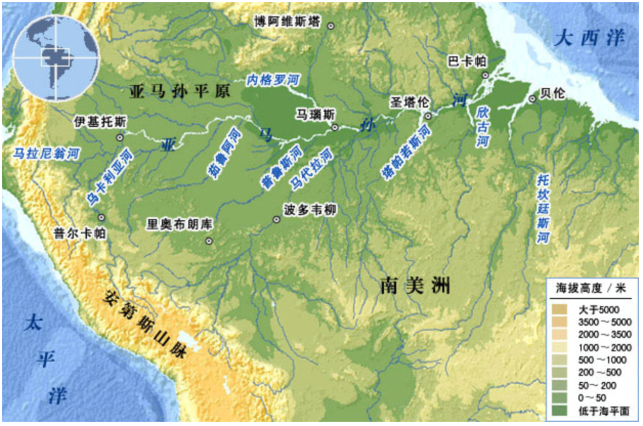 博阿维斯塔
大西洋
巴卡帕
内格罗河
亚马孙平原
贝伦
圣塔伦
马瑙斯
伊基托斯
亚马孙河
欣古河
马拉尼翁河
乌卡利亚河
茹鲁阿河
普鲁斯河
马代拉河
塔帕若斯河
托坎廷斯河
普尔卡帕
里奥布朗库
波多韦柳
南美洲
安第斯山脉
太平洋
海拔高度/米
大于5000
3500～5000
2000～3500
1000～2000
500～1000
200～500
50～200
0～50
低于海平面